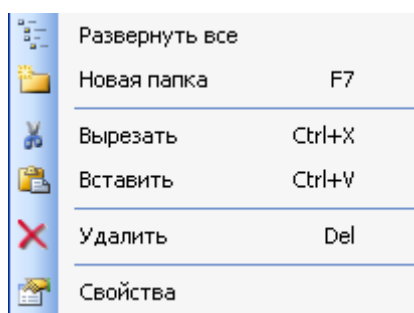 Развернуть все
Новая папка F7
Вырезать Ctrl+X
Вставить Ctrl+V
Удалить Del
Свойства